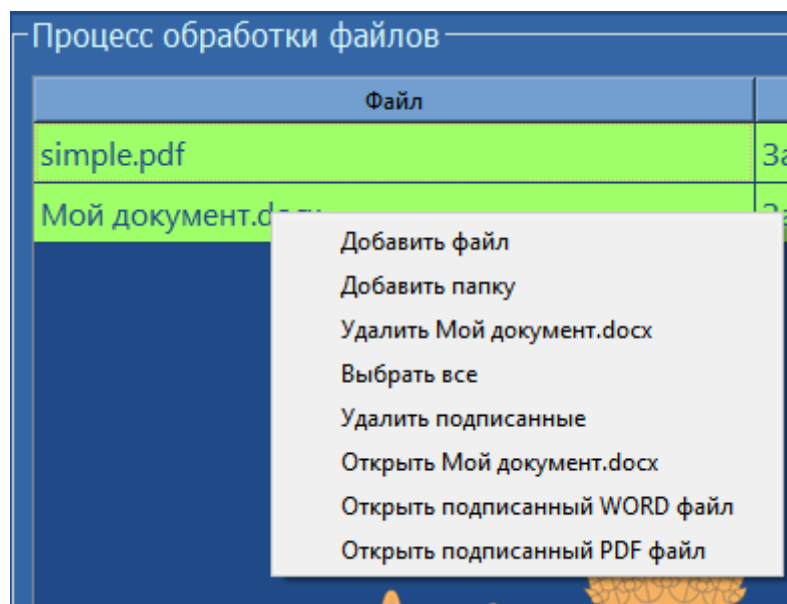 Процесс обработки файлов
Файл
simple.pdf
Мой документ.docx
Добавить файл
Добавить папку
Удалить Мой документ.docx
Выбрать все
Удалить подписанные
Открыть Мой документ.docx
Открыть подписанный WORD файл
Открыть подписанный PDF файл